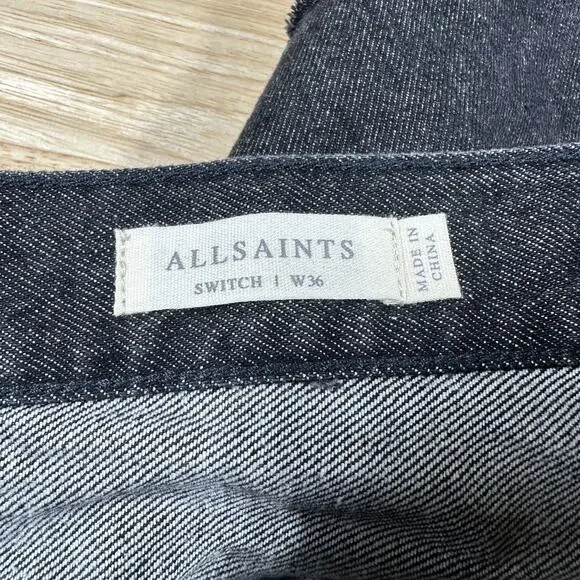 ALLSAINTS
SWITCH | W36
MADE IN
CHINA